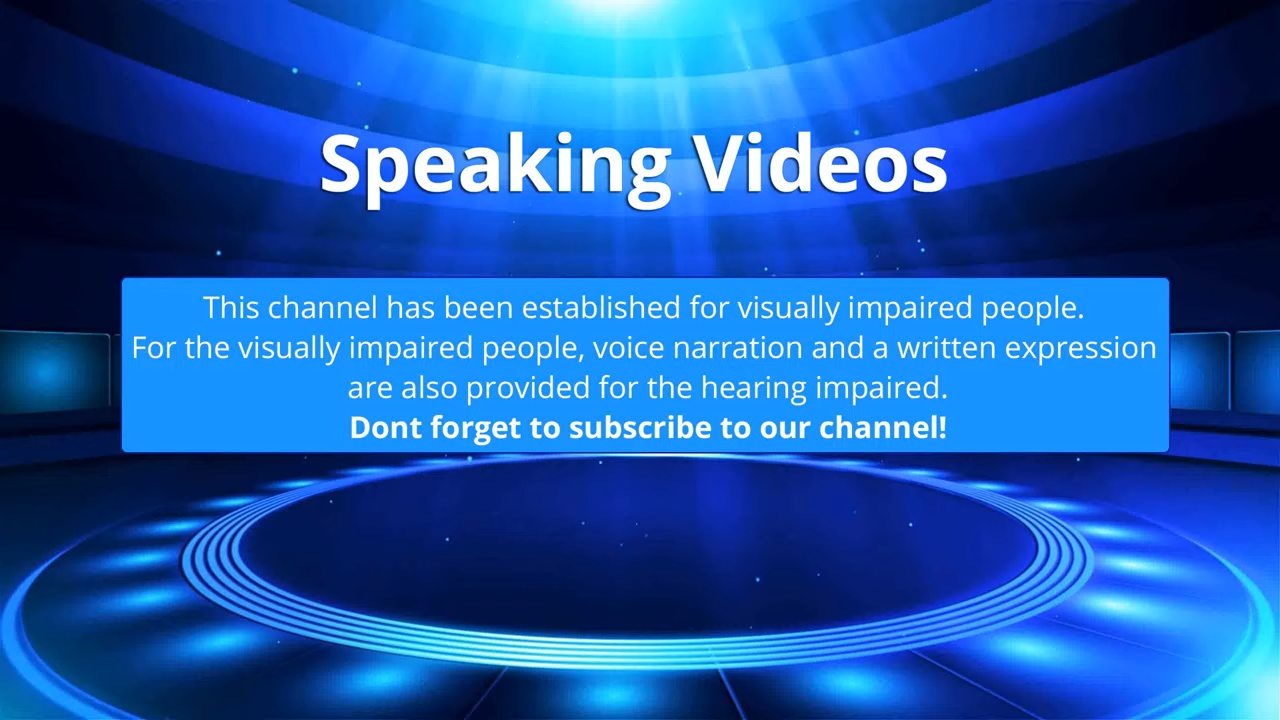 Speaking Videos
This channel has been established for visually impaired people.
For the visually impaired people, voice narration and a written expression
are also provided for the hearing impaired.
Dont forget to subscribe to our channel!